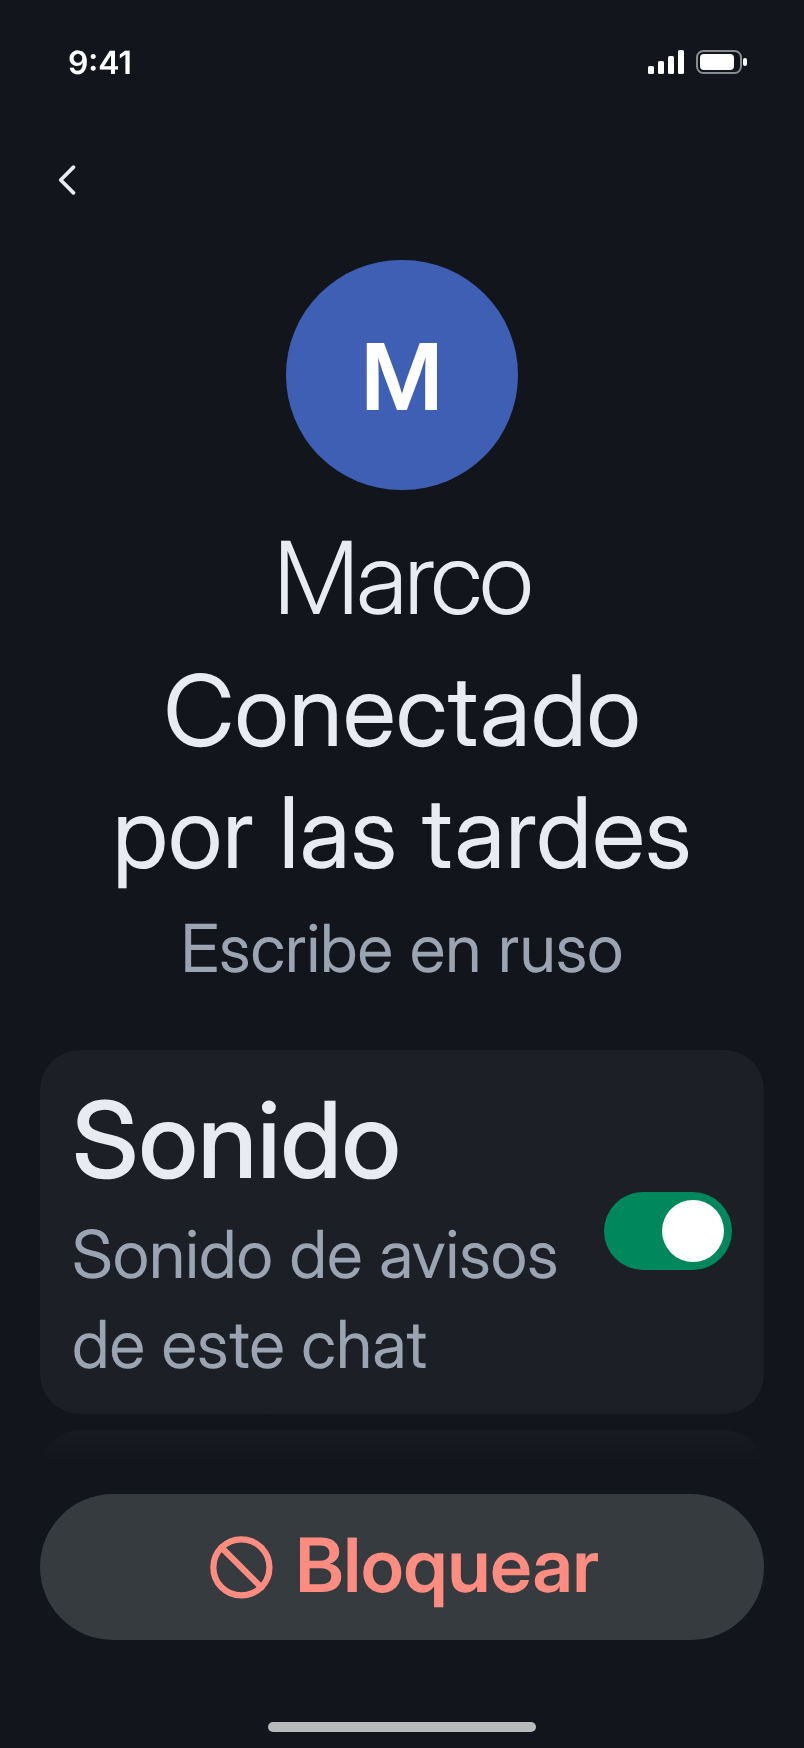 9:41
M
Marco
Conectado
por las tardes
Escribe en ruso
Sonido
Sonido de avisos
de este chat
Bloquear